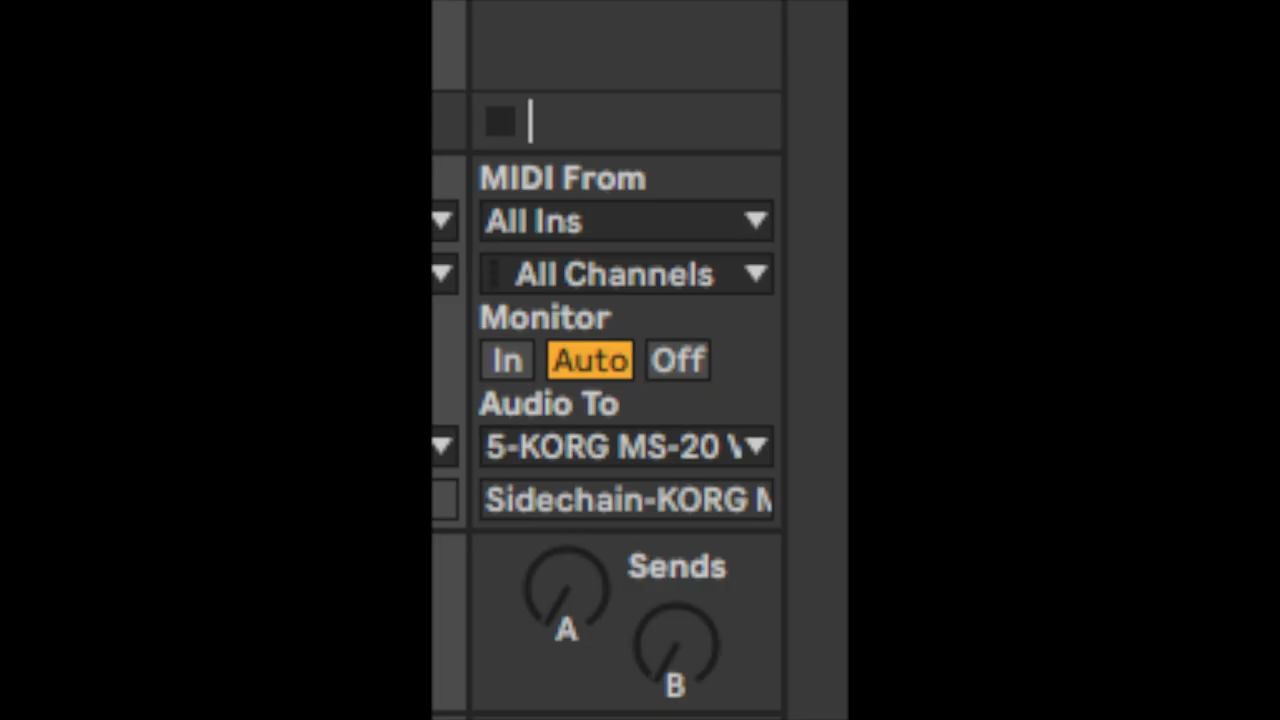 MIDI From
All Ins
All Channels
Monitor
In Auto Off
Audio To
5-KORG MS-20
Sidechain-KORG
Sends
A
B